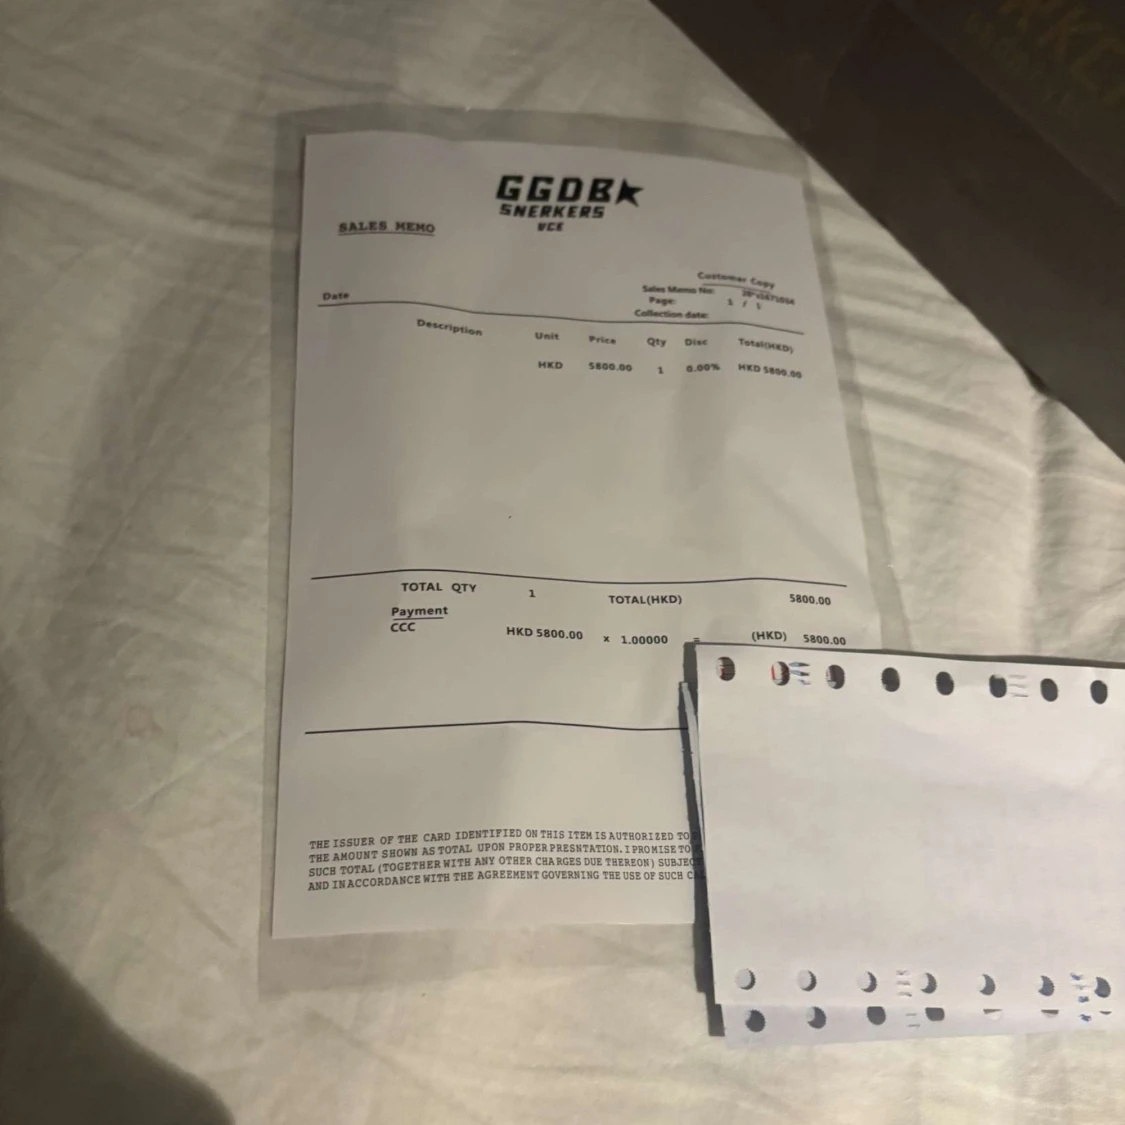 GGDB
SNERKERS
VCE
SALES MEMO
Customer Copy
Sales Memo No:
Page: 1 / 1
Collection date:
Date
Description Unit Price Qty Disc Total(HKD)
HKD 5800.00 1 0.00% HKD 5800.00
TOTAL QTY 1 TOTAL(HKD) 5800.00
Payment
CCC HKD 5800.00 x 1.00000 = (HKD) 5800.00
THE ISSUER OF THE CARD IDENTIFIED ON THIS ITEM IS AUTHORIZED TO
THE AMOUNT SHOWN AS TOTAL UPON PROPER PRESNTATION. I PROMISE TO
SUCH TOTAL (TOGETHER WITH ANY OTHER CHARGES DUE THEREON) SUBJEC
AND IN ACCORDANCE WITH THE AGREEMENT GOVERNING THE USE OF SUCH